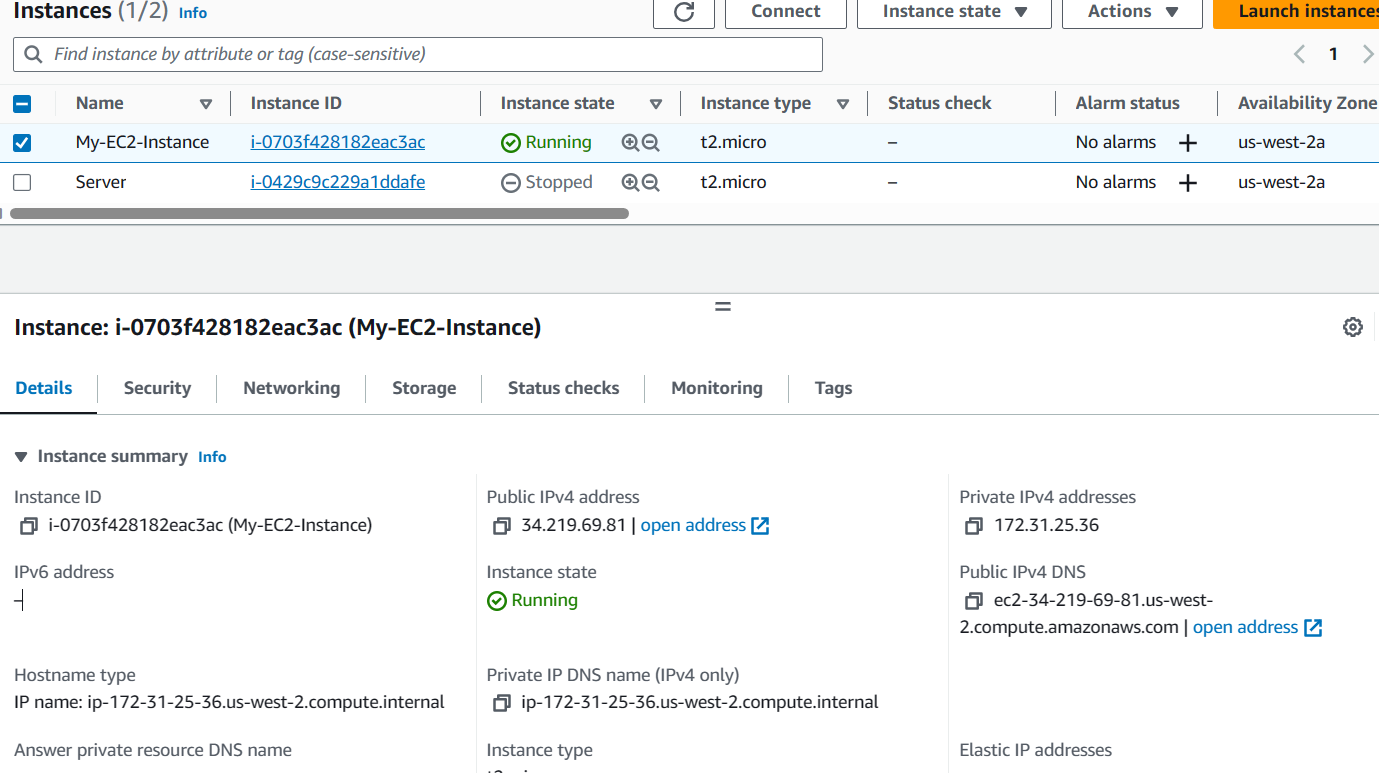 Instances (1/2) Info
Connect
Instance state
Actions
Launch instances
Find instance by attribute or tag (case-sensitive)
1
Name Instance ID Instance state Instance type Status check Alarm status Availability Zone
My-EC2-Instance i-0703f428182eac3ac Running t2.micro – No alarms + us-west-2a
Server i-0429c9c229a1ddafe Stopped t2.micro – No alarms + us-west-2a
Instance: i-0703f428182eac3ac (My-EC2-Instance)
Details Security Networking Storage Status checks Monitoring Tags
Instance summary Info
Instance ID
i-0703f428182eac3ac (My-EC2-Instance)
Public IPv4 address
34.219.69.81 | open address
Private IPv4 addresses
172.31.25.36
IPv6 address
–
Instance state
Running
Public IPv4 DNS
ec2-34-219-69-81.us-west-
2.compute.amazonaws.com | open address
Hostname type
IP name: ip-172-31-25-36.us-west-2.compute.internal
Private IP DNS name (IPv4 only)
ip-172-31-25-36.us-west-2.compute.internal
Answer private resource DNS name
Instance type
Elastic IP addresses